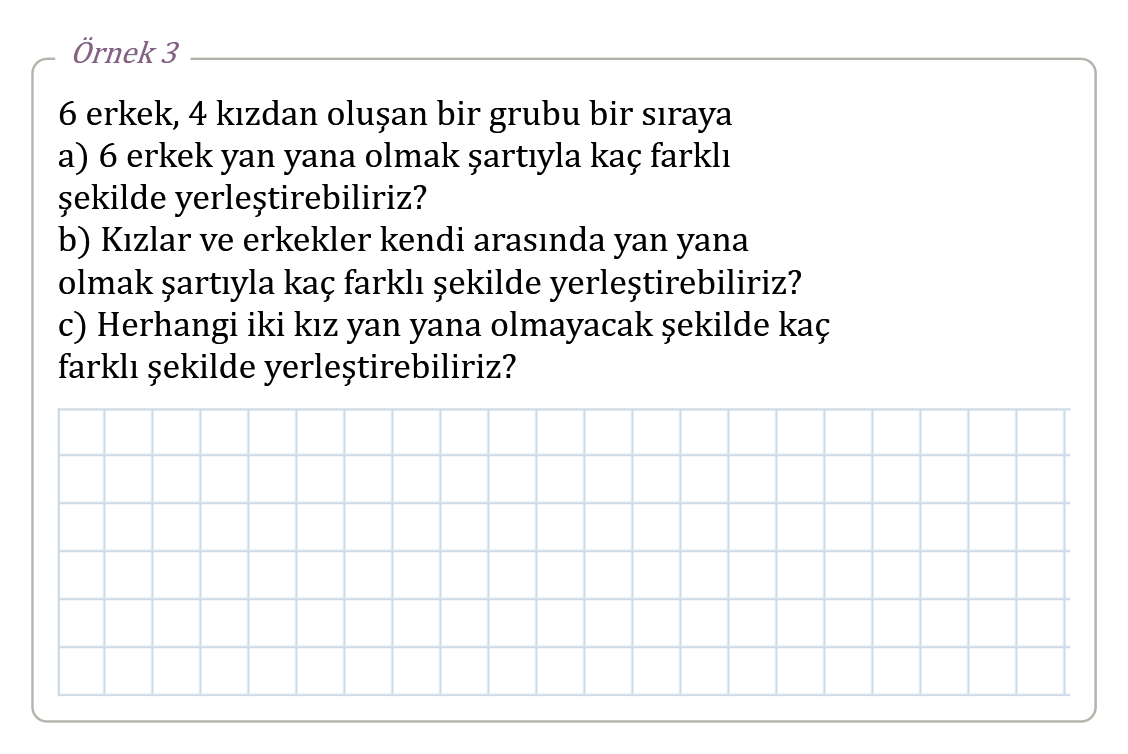 Örnek 3
6 erkek, 4 kızdan oluşan bir grubu bir sıraya
a) 6 erkek yan yana olmak şartıyla kaç farklı
şekilde yerleştirebiliriz?
b) Kızlar ve erkekler kendi arasında yan yana
olmak şartıyla kaç farklı şekilde yerleştirebiliriz?
c) Herhangi iki kız yan yana olmayacak şekilde kaç
farklı şekilde yerleştirebiliriz?